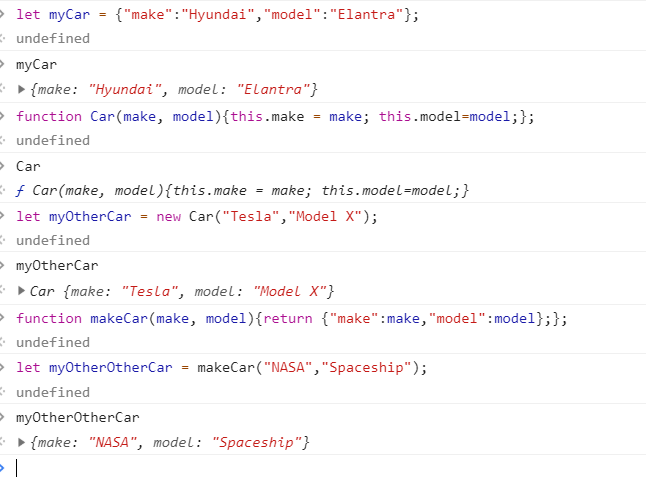 let myCar = {"make":"Hyundai","model":"Elantra"};
undefined
myCar
{make: "Hyundai", model: "Elantra"}
function Car(make, model){this.make = make; this.model=model;};
undefined
Car
ƒ Car(make, model){this.make = make; this.model=model;}
let myOtherCar = new Car("Tesla","Model X");
undefined
myOtherCar
Car {make: "Tesla", model: "Model X"}
function makeCar(make, model){return {"make":make,"model":model};};
undefined
let myOtherOtherCar = makeCar("NASA","Spaceship");
undefined
myOtherOtherCar
{make: "NASA", model: "Spaceship"}